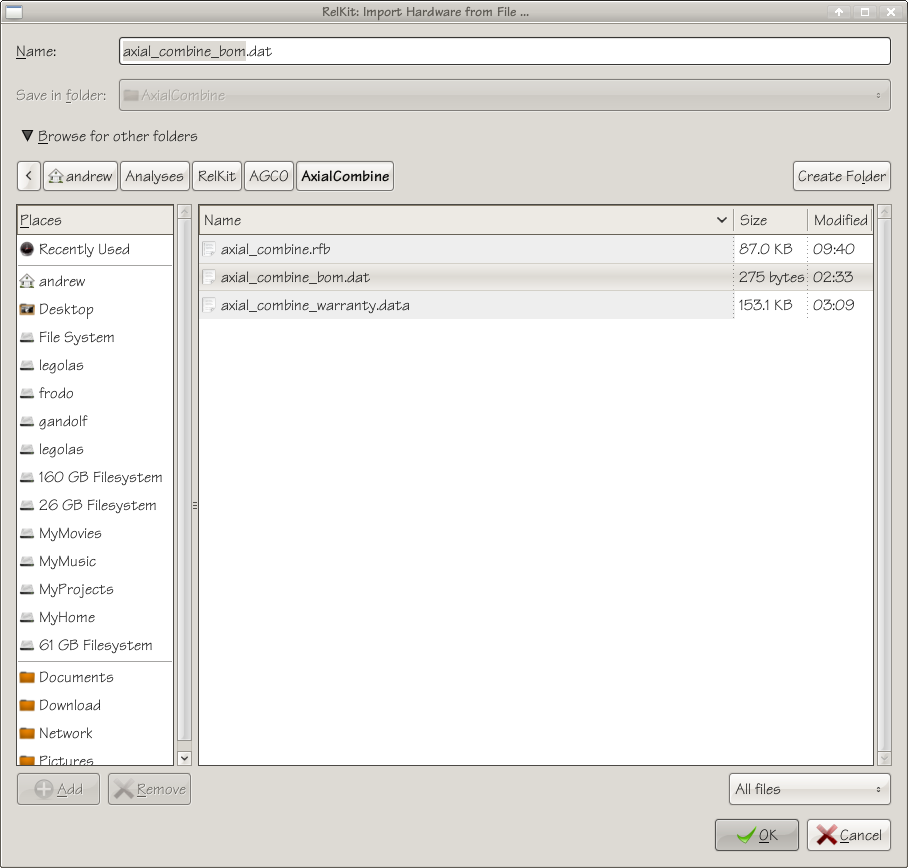 RelKit: Import Hardware from File ...
Name: axial_combine_bom.dat
Save in folder: AxialCombine
Browse for other folders
andrew Analyses RelKit AGCO AxialCombine Create Folder
Places
Recently Used
andrew
Desktop
File System
legolas
frodo
gandolf
legolas
160 GB Filesystem
26 GB Filesystem
MyMovies
MyMusic
MyProjects
MyHome
61 GB Filesystem
Documents
Download
Network
Pictures
Name Size Modified
axial_combine.rfb 87.0 KB 09:40
axial_combine_bom.dat 275 bytes 02:33
axial_combine_warranty.data 153.1 KB 03:09
Add Remove All files
OK Cancel